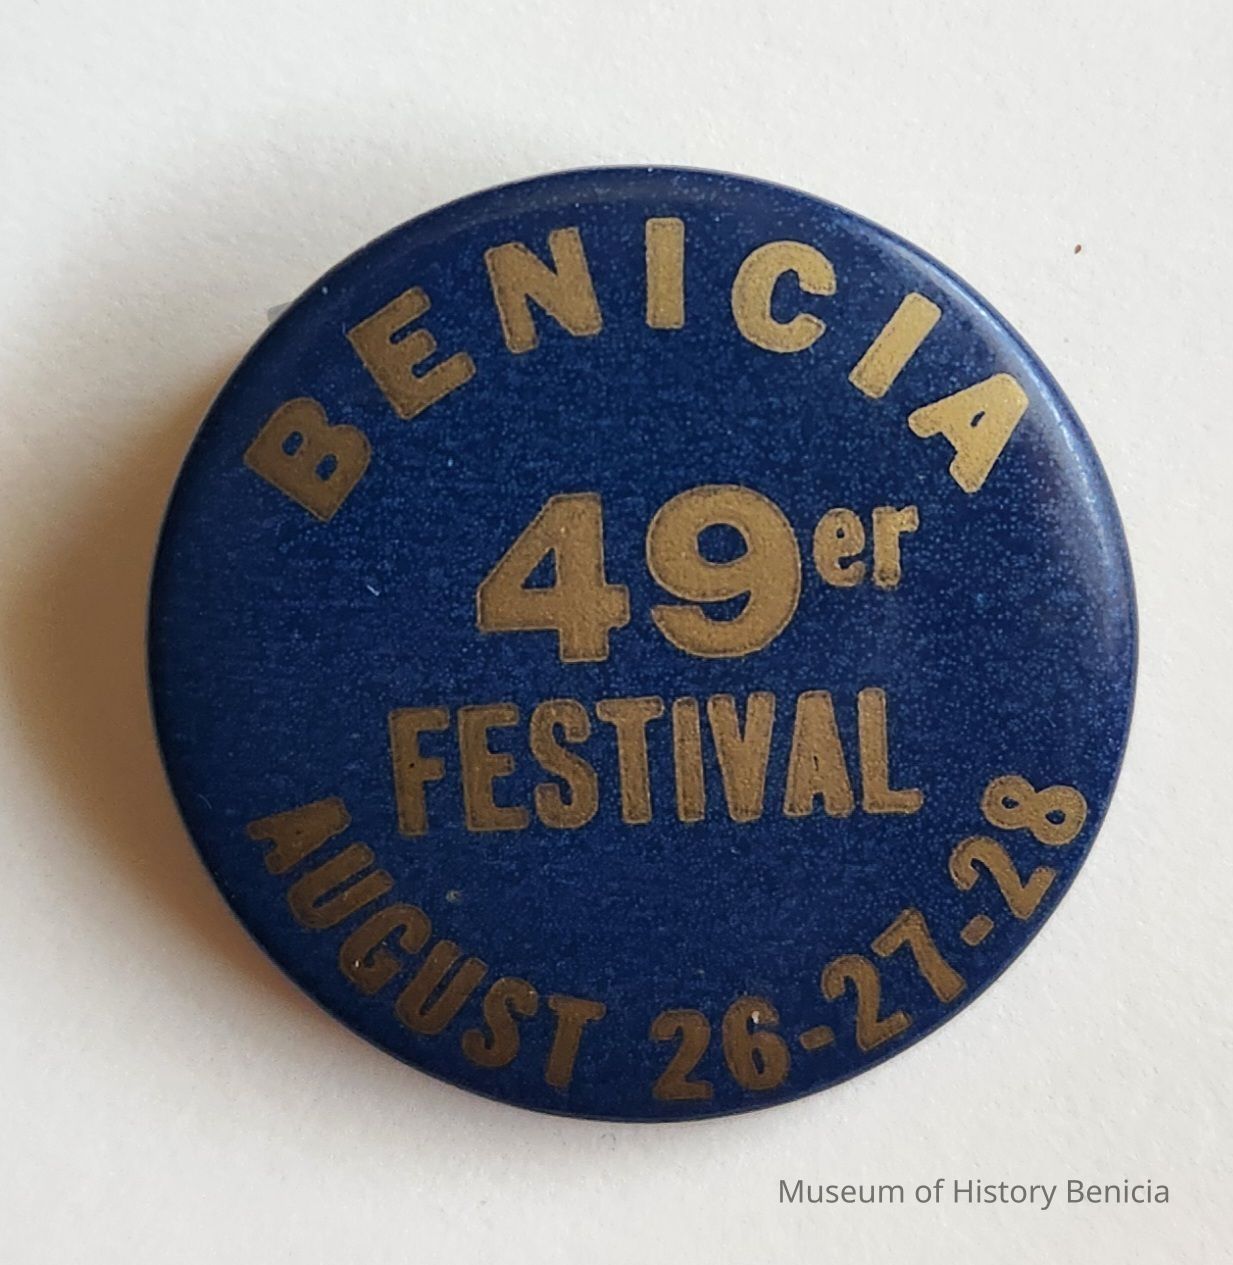 BENICIA
49er
FESTIVAL
AUGUST 26-27-28
Museum of History Benicia